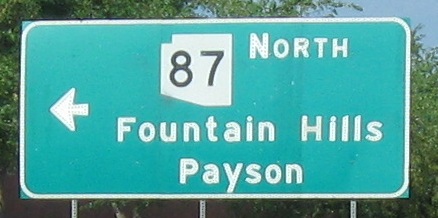 87 North
Fountain Hills
Payson